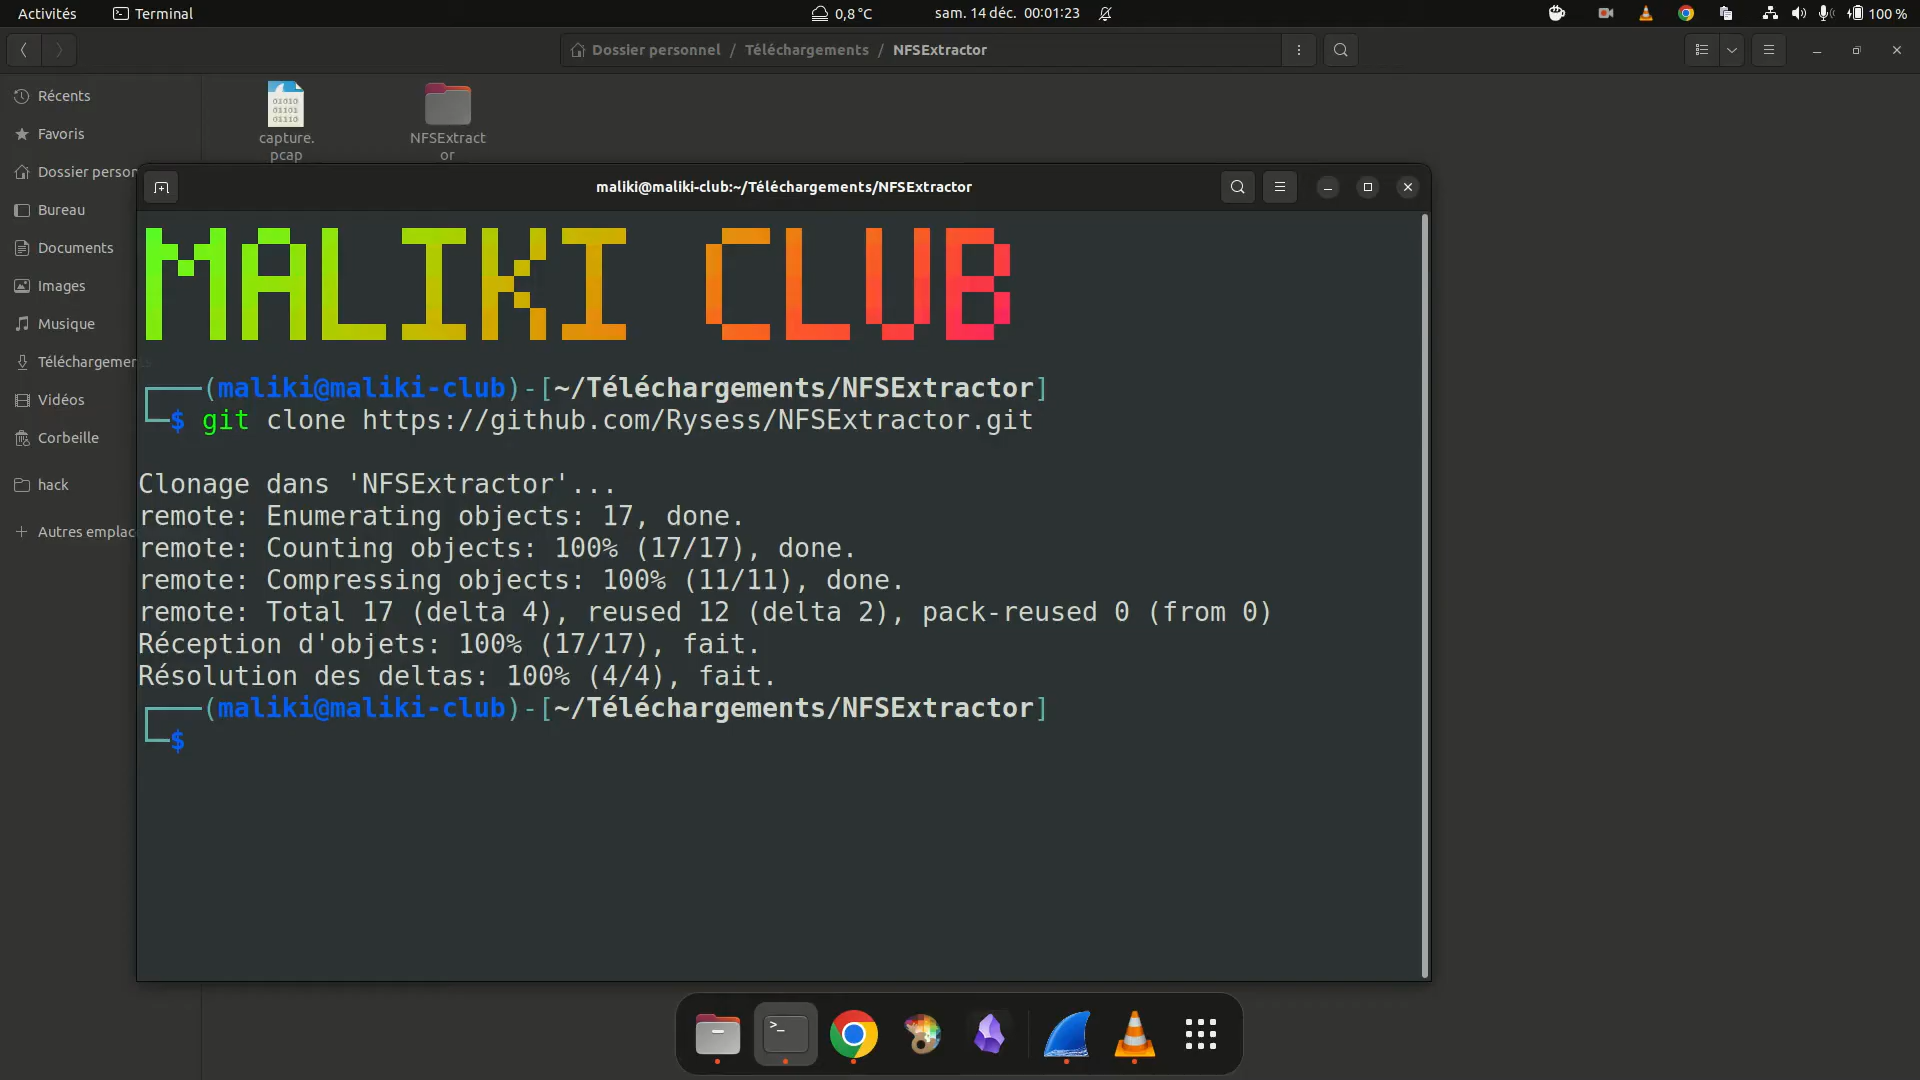 Activités
Terminal
0,8 °C
sam. 14 déc. 00:01:23
100 %
Dossier personnel / Téléchargements / NFSExtractor
Récents
Favoris
Dossier person
Bureau
Documents
Images
Musique
Téléchargemen
Vidéos
Corbeille
hack
Autres emplac
01010
01101
01110
capture.
pcap
NFSExtract
or
maliki@maliki-club:~/Téléchargements/NFSExtractor
MALIKI CLUB
(maliki@maliki-club)-[~/Téléchargements/NFSExtractor]
$ git clone https://github.com/Rysess/NFSExtractor.git
Clonage dans 'NFSExtractor'...
remote: Enumerating objects: 17, done.
remote: Counting objects: 100% (17/17), done.
remote: Compressing objects: 100% (11/11), done.
remote: Total 17 (delta 4), reused 12 (delta 2), pack-reused 0 (from 0)
Réception d'objets: 100% (17/17), fait.
Résolution des deltas: 100% (4/4), fait.
(maliki@maliki-club)-[~/Téléchargements/NFSExtractor]
$
>_